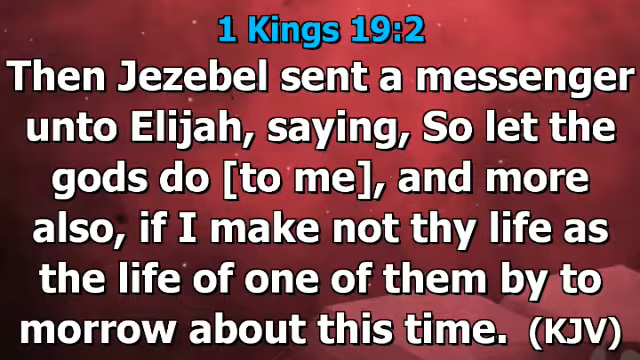 1 Kings 19:2
Then Jezebel sent a messenger
unto Elijah, saying, So let the
gods do [to me], and more
also, if I make not thy life as
the life of one of them by to
morrow about this time. (KJV)